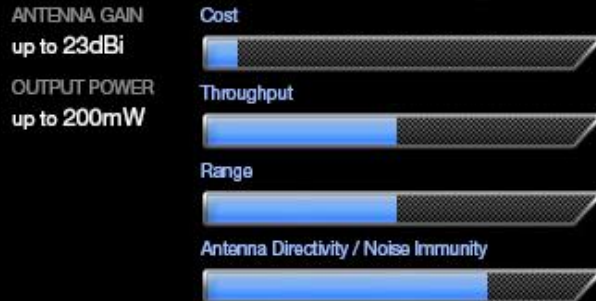 ANTENNA GAIN
up to 23dBi
OUTPUT POWER
up to 200mW
Cost
Throughput
Range
Antenna Directivity / Noise Immunity